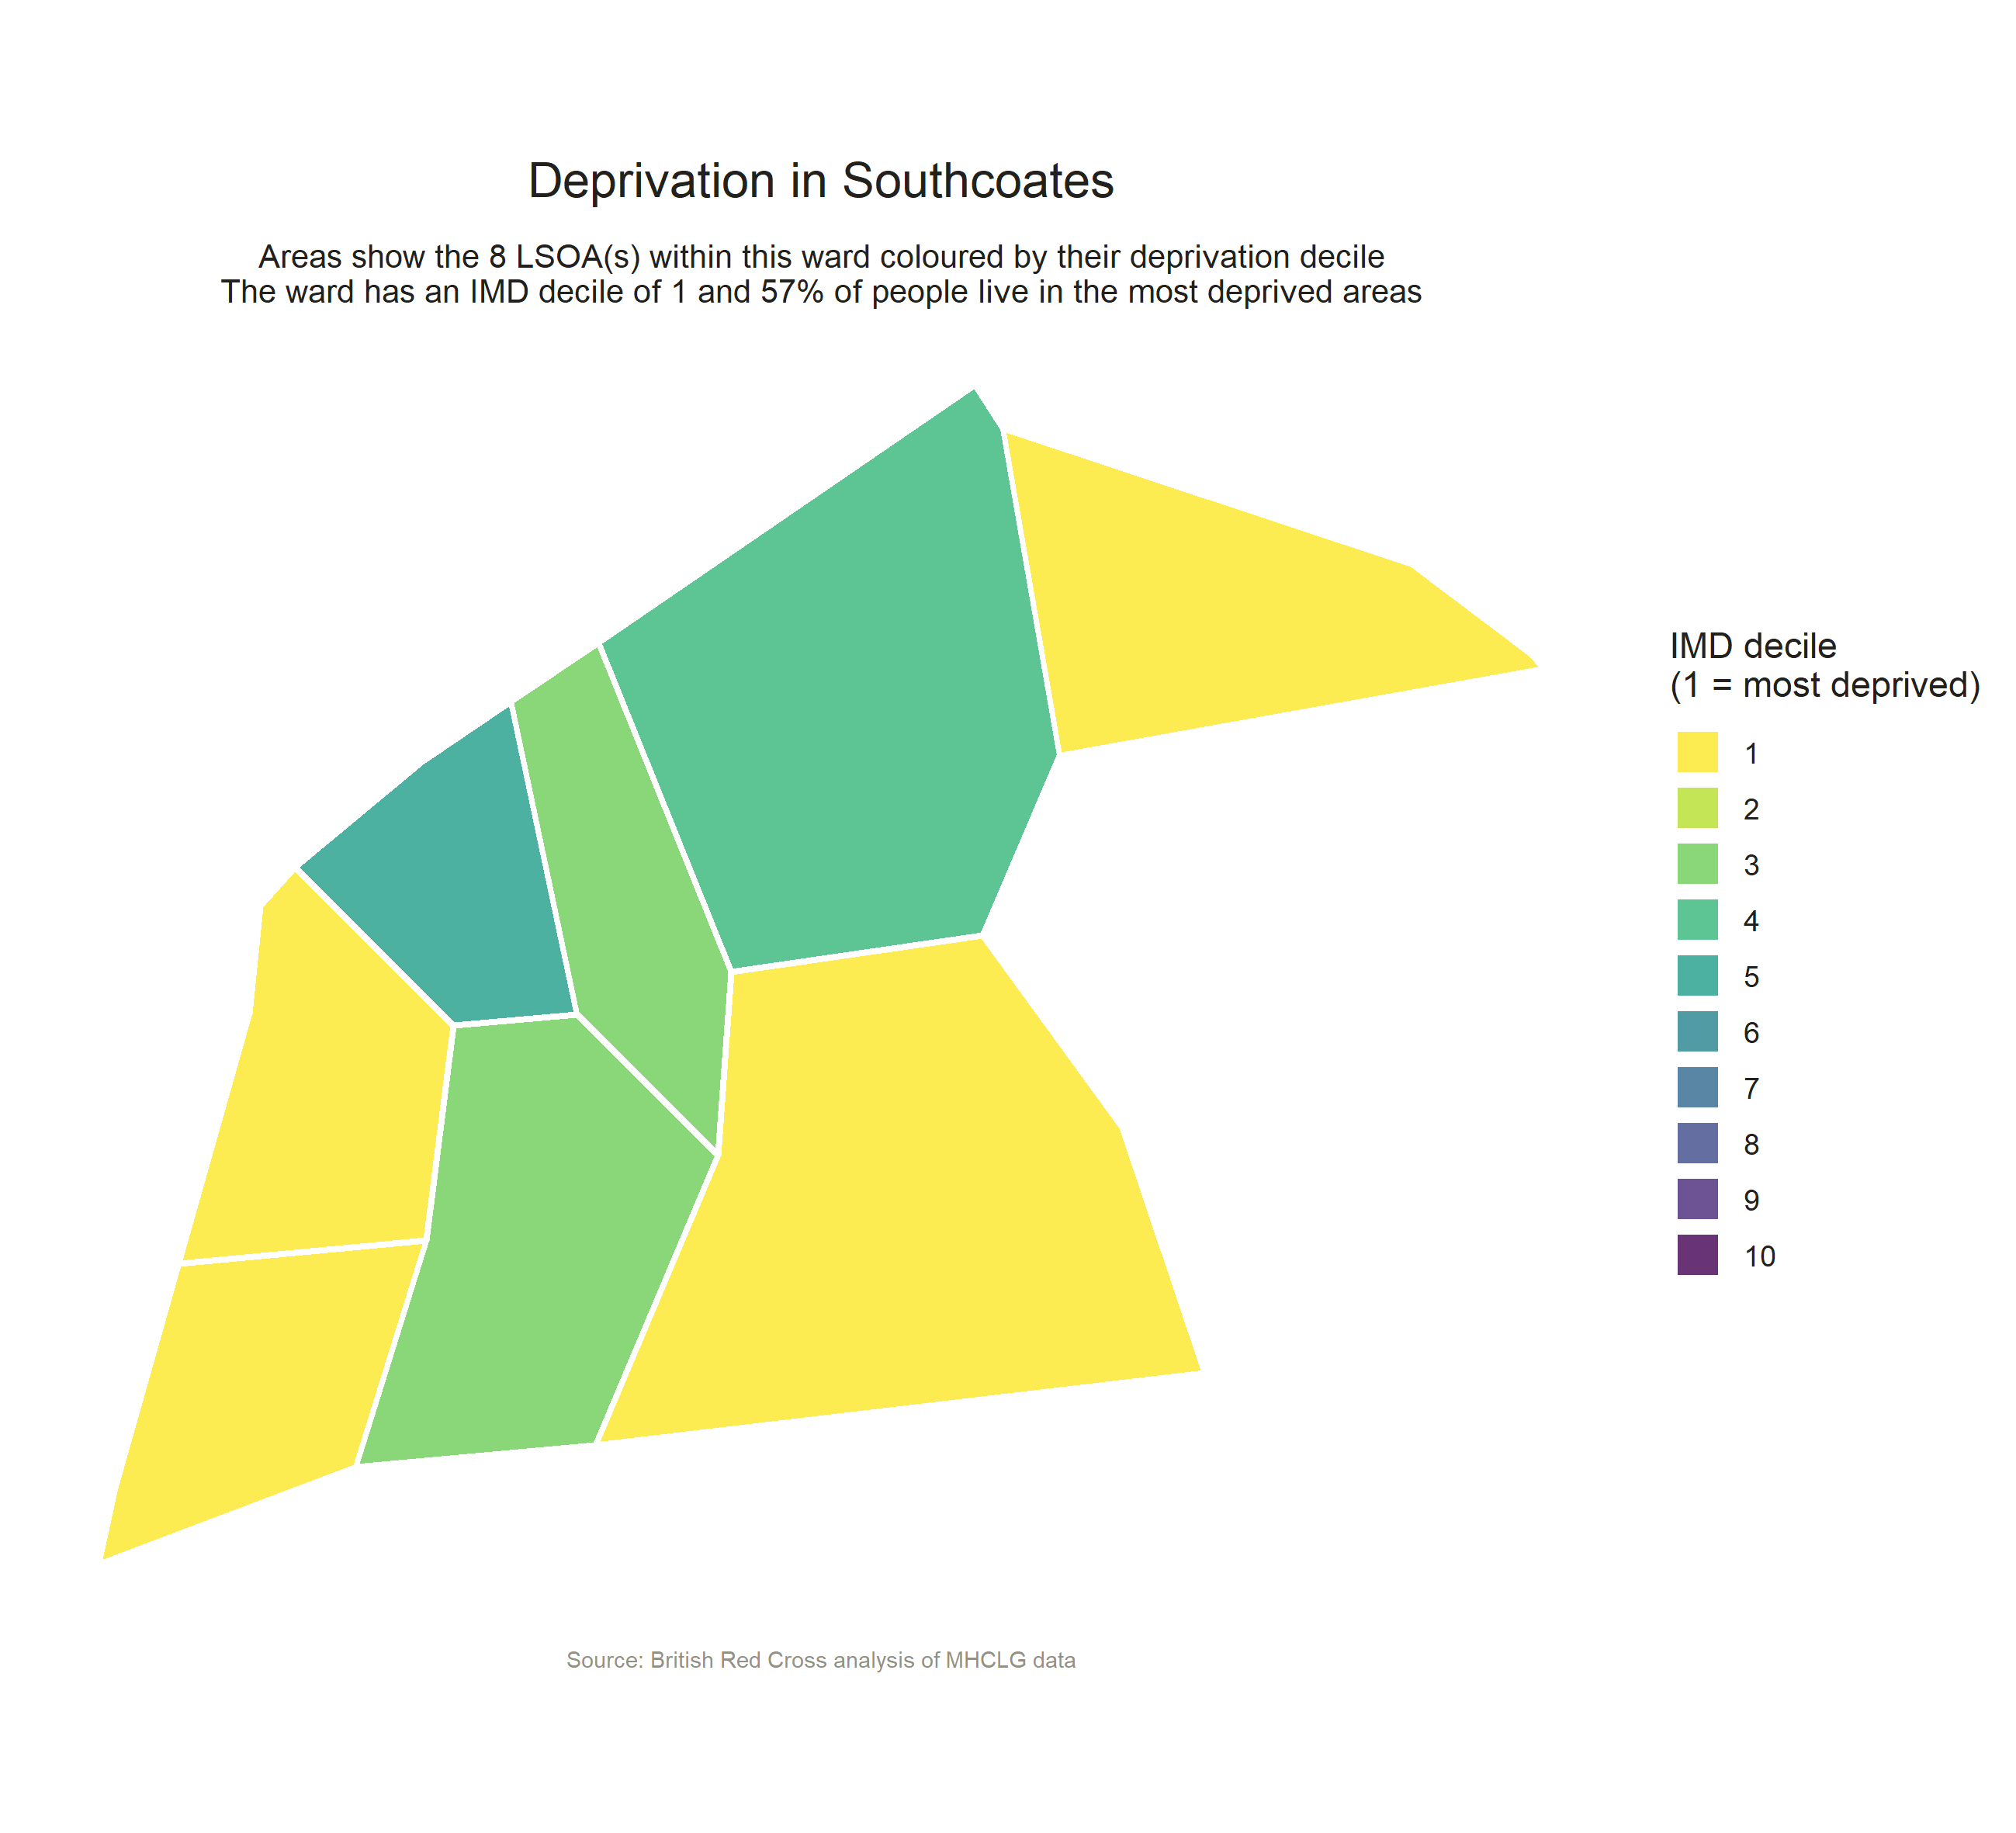 Deprivation in Southcoates
Areas show the 8 LSOA(s) within this ward coloured by their deprivation decile
The ward has an IMD decile of 1 and 57% of people live in the most deprived areas
IMD decile
(1 = most deprived)
1
2
3
4
5
6
7
8
9
10
Source: British Red Cross analysis of MHCLG data